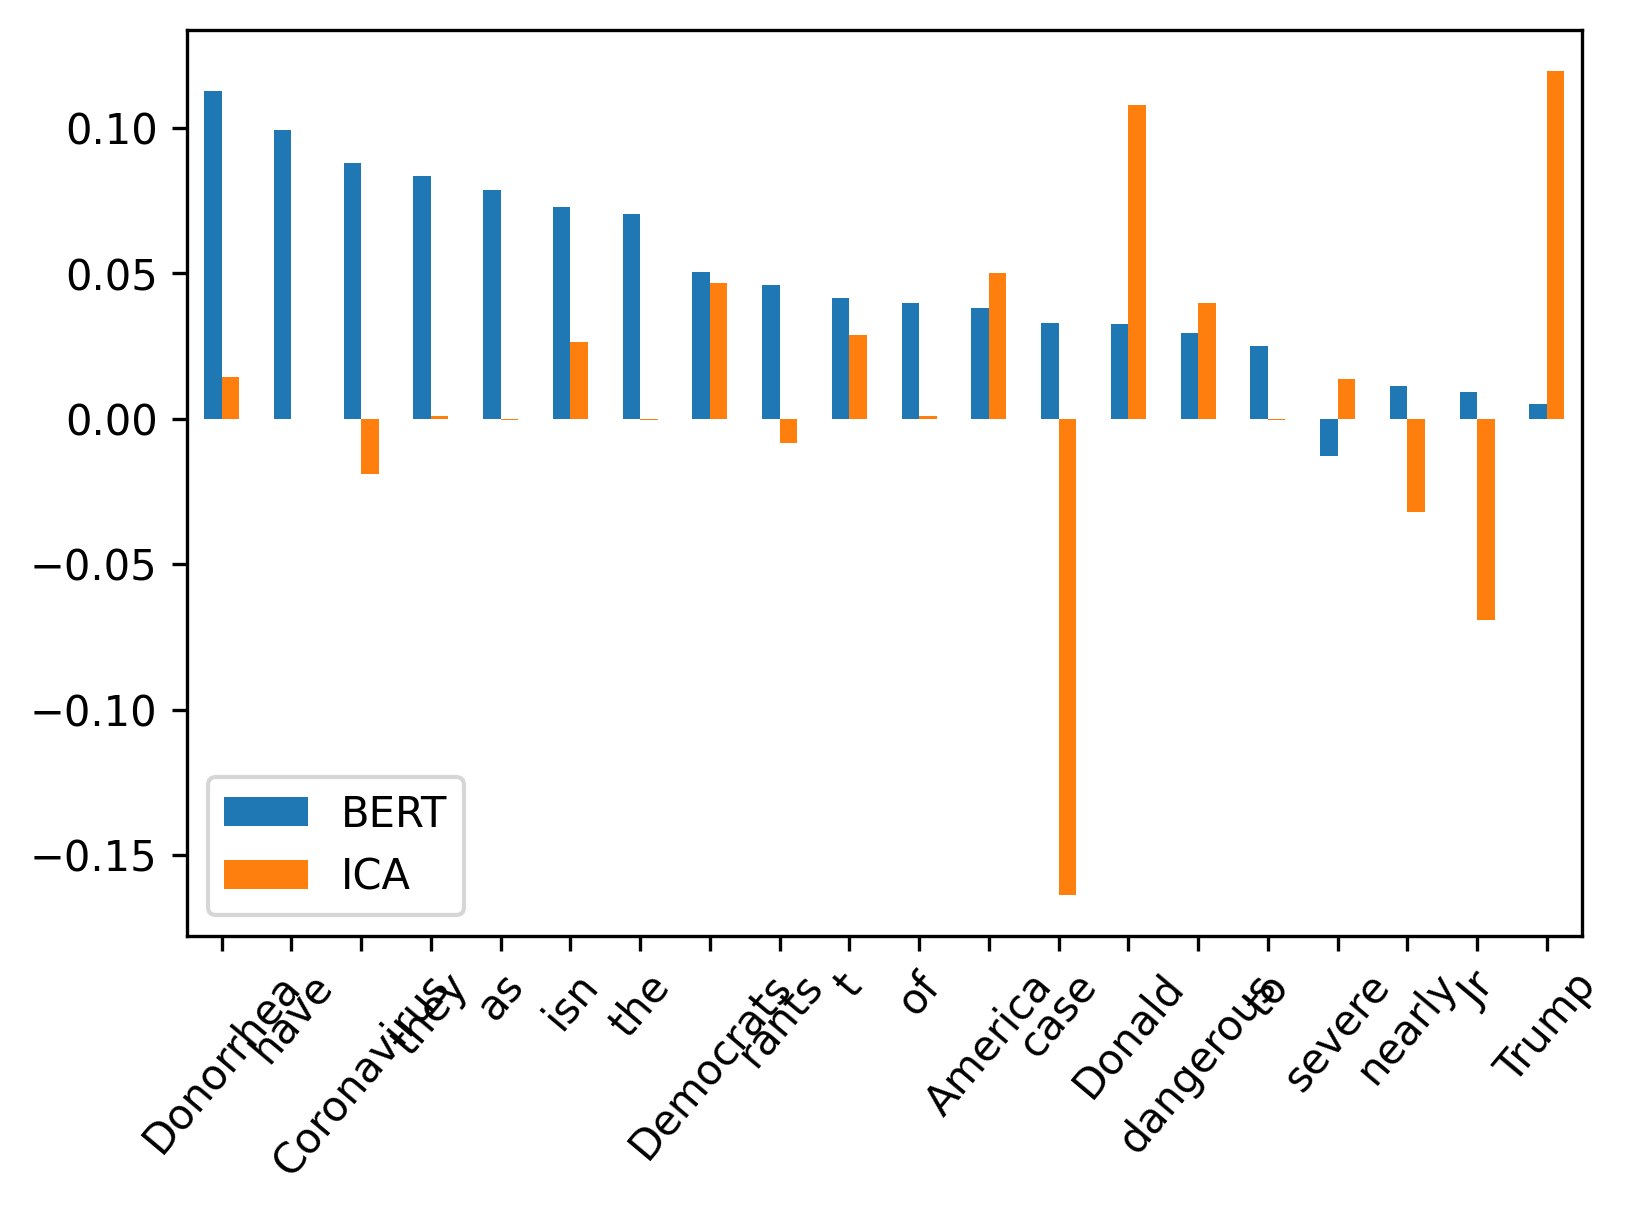 0.10
0.05
0.00
−0.05
−0.10
−0.15
BERT
ICA
Donorrhea
have
Coronavirus
they
as
isn
the
Democrats
rants
t
of
America
case
Donald
dangerous
to
severe
nearly
Jr
Trump